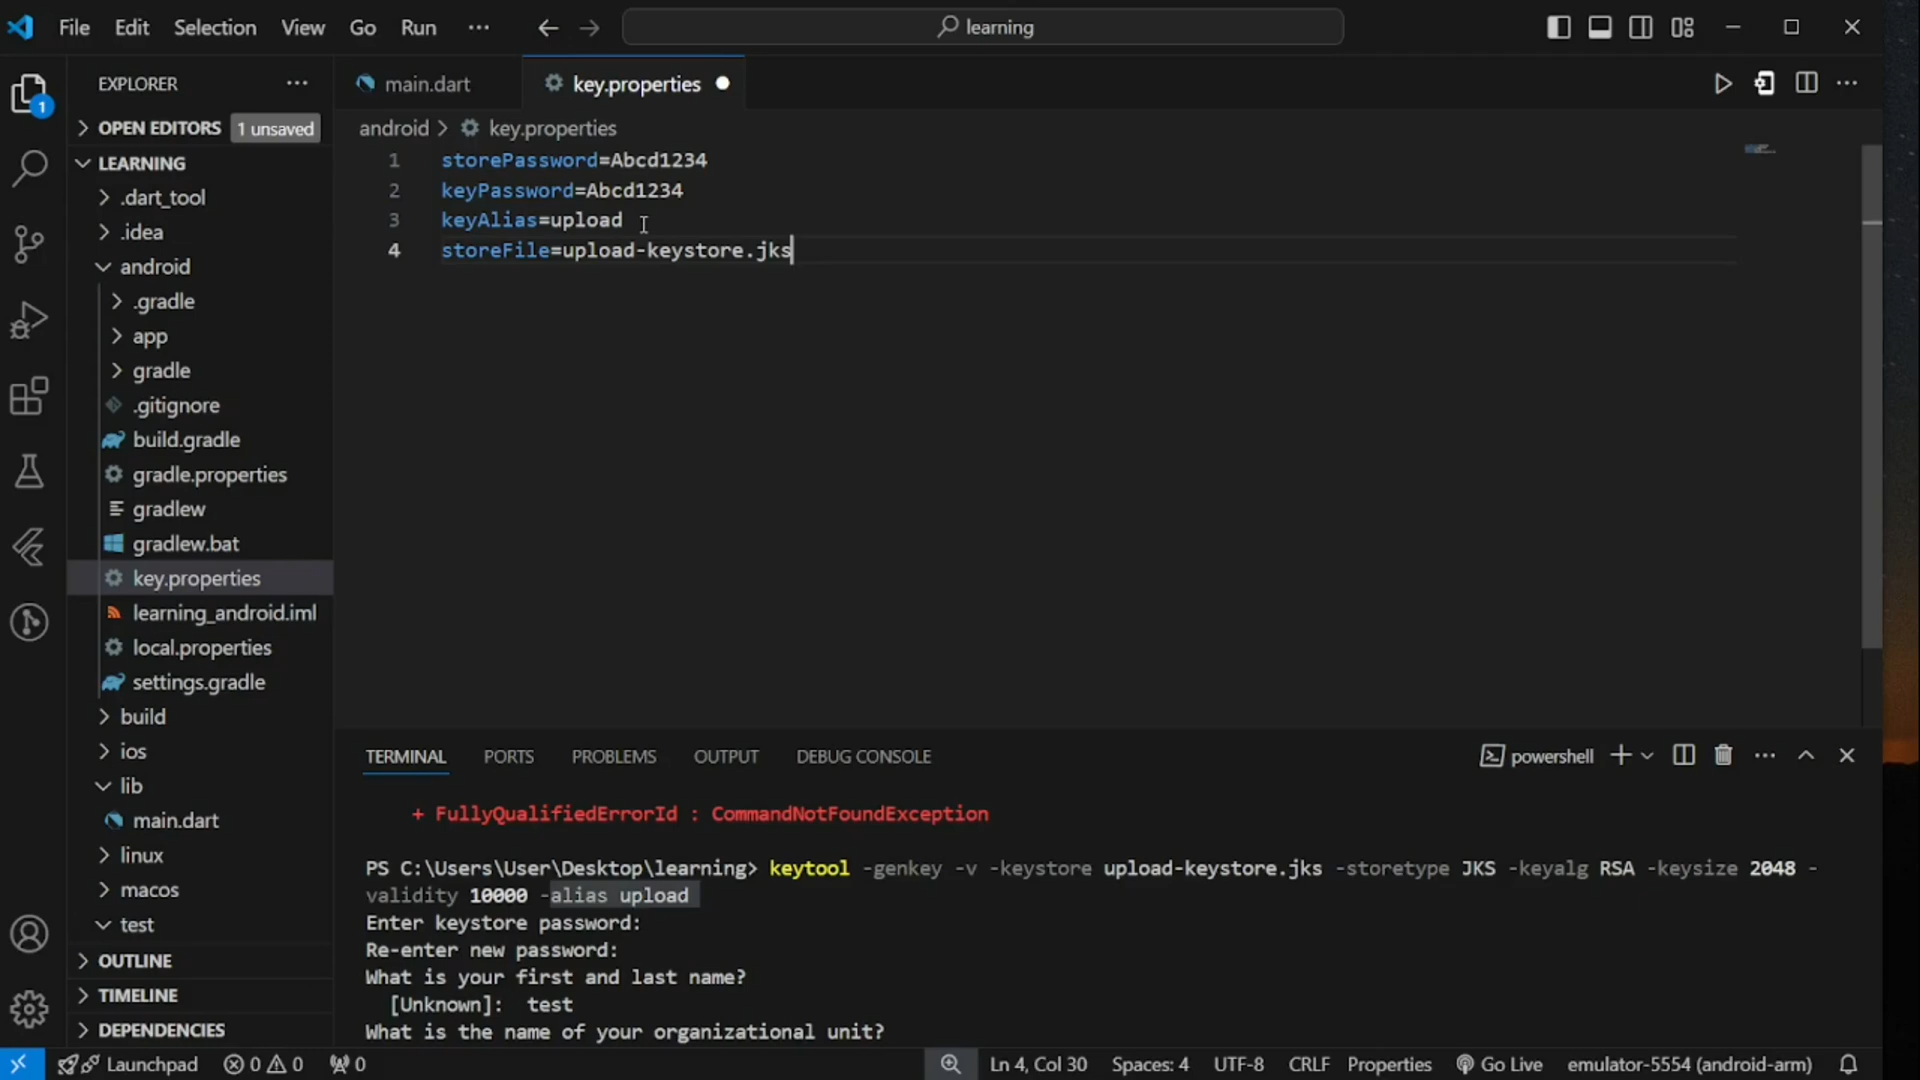 File Edit Selection View Go Run ··· learning
EXPLORER ···
main.dart
key.properties
OPEN EDITORS 1 unsaved
LEARNING
.dart_tool
.idea
android
.gradle
app
gradle
.gitignore
build.gradle
gradle.properties
gradlew
gradlew.bat
key.properties
learning_android.iml
local.properties
settings.gradle
build
ios
lib
main.dart
linux
macos
test
OUTLINE
TIMELINE
DEPENDENCIES
1
android > key.properties
1 storePassword=Abcd1234
2 keyPassword=Abcd1234
3 keyAlias=upload
4 storeFile=upload-keystore.jks
TERMINAL PORTS PROBLEMS OUTPUT DEBUG CONSOLE powershell
+ FullyQualifiedErrorId : CommandNotFoundException
PS C:\Users\User\Desktop\learning> keytool -genkey -v -keystore upload-keystore.jks -storetype JKS -keyalg RSA -keysize 2048 -
validity 10000 -alias upload
Enter keystore password:
Re-enter new password:
What is your first and last name?
[Unknown]: test
What is the name of your organizational unit?
Launchpad 0 0 0 Ln 4, Col 30 Spaces: 4 UTF-8 CRLF Properties Go Live emulator-5554 (android-arm)